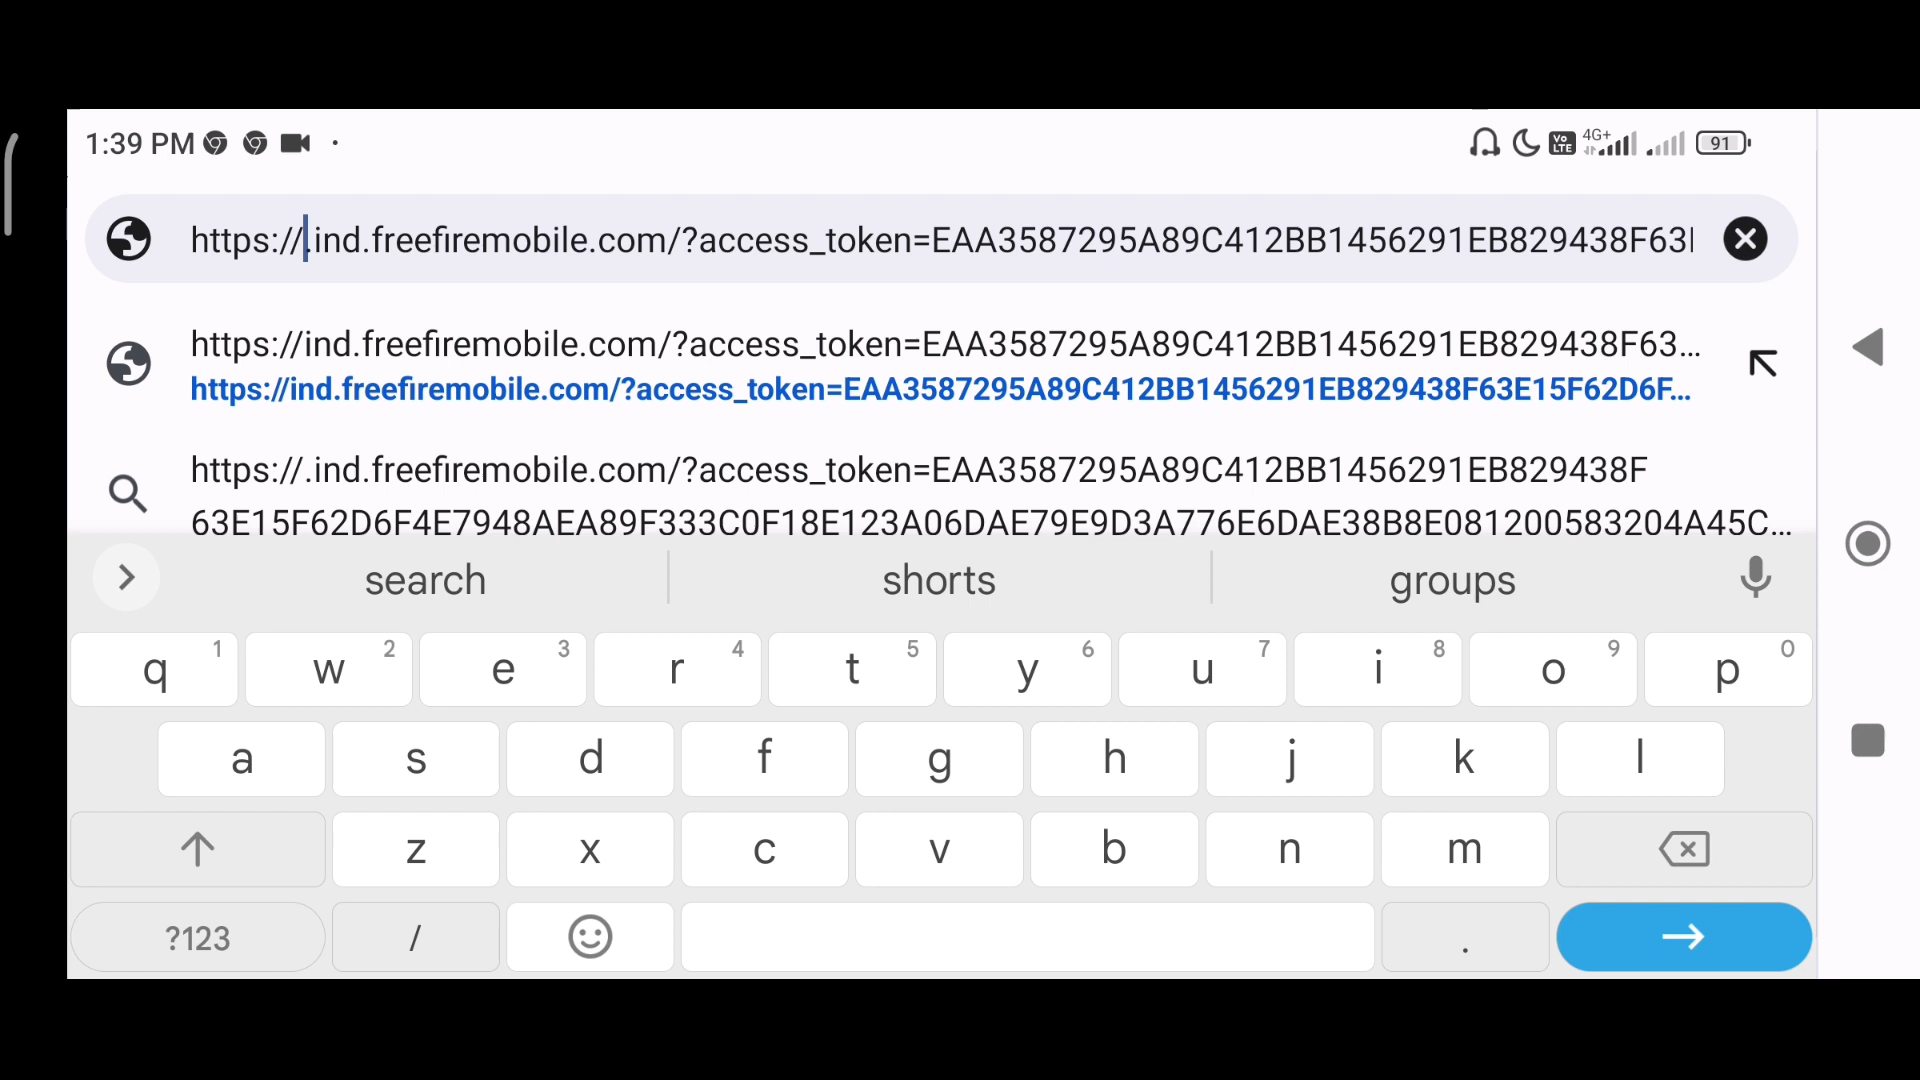 1:39 PM
Vo LTE 4G+ 91
https://.ind.freefiremobile.com/?access_token=EAA3587295A89C412BB1456291EB829438F63
https://ind.freefiremobile.com/?access_token=EAA3587295A89C412BB1456291EB829438F63...
https://ind.freefiremobile.com/?access_token=EAA3587295A89C412BB1456291EB829438F63E15F62D6F...
https://.ind.freefiremobile.com/?access_token=EAA3587295A89C412BB1456291EB829438F
63E15F62D6F4E7948AEA89F333C0F18E123A06DAE79E9D3A776E6DAE38B8E081200583204A45C...
search shorts groups
q 1 w 2 e 3 r 4 t 5 y 6 u 7 i 8 o 9 p 0
a s d f g h j k l
z x c v b n m
?123 / .